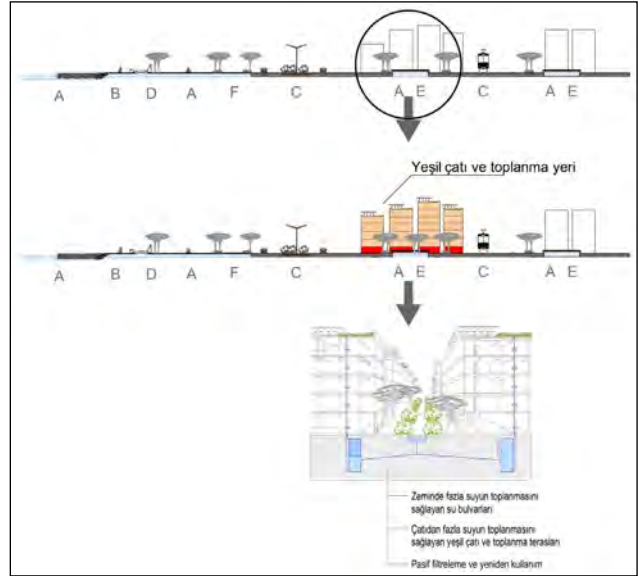 A B D A F C A E C A E
Yeşil çatı ve toplanma yeri
A B D A F C A E C A E
Zeminde fazla suyun toplanmasını
sağlayan su bulvarları
Çatıdan fazla suyun toplanmasını
sağlayan yeşil çatı ve toplanma terasları
Pasif filtreleme ve yeniden kullanım